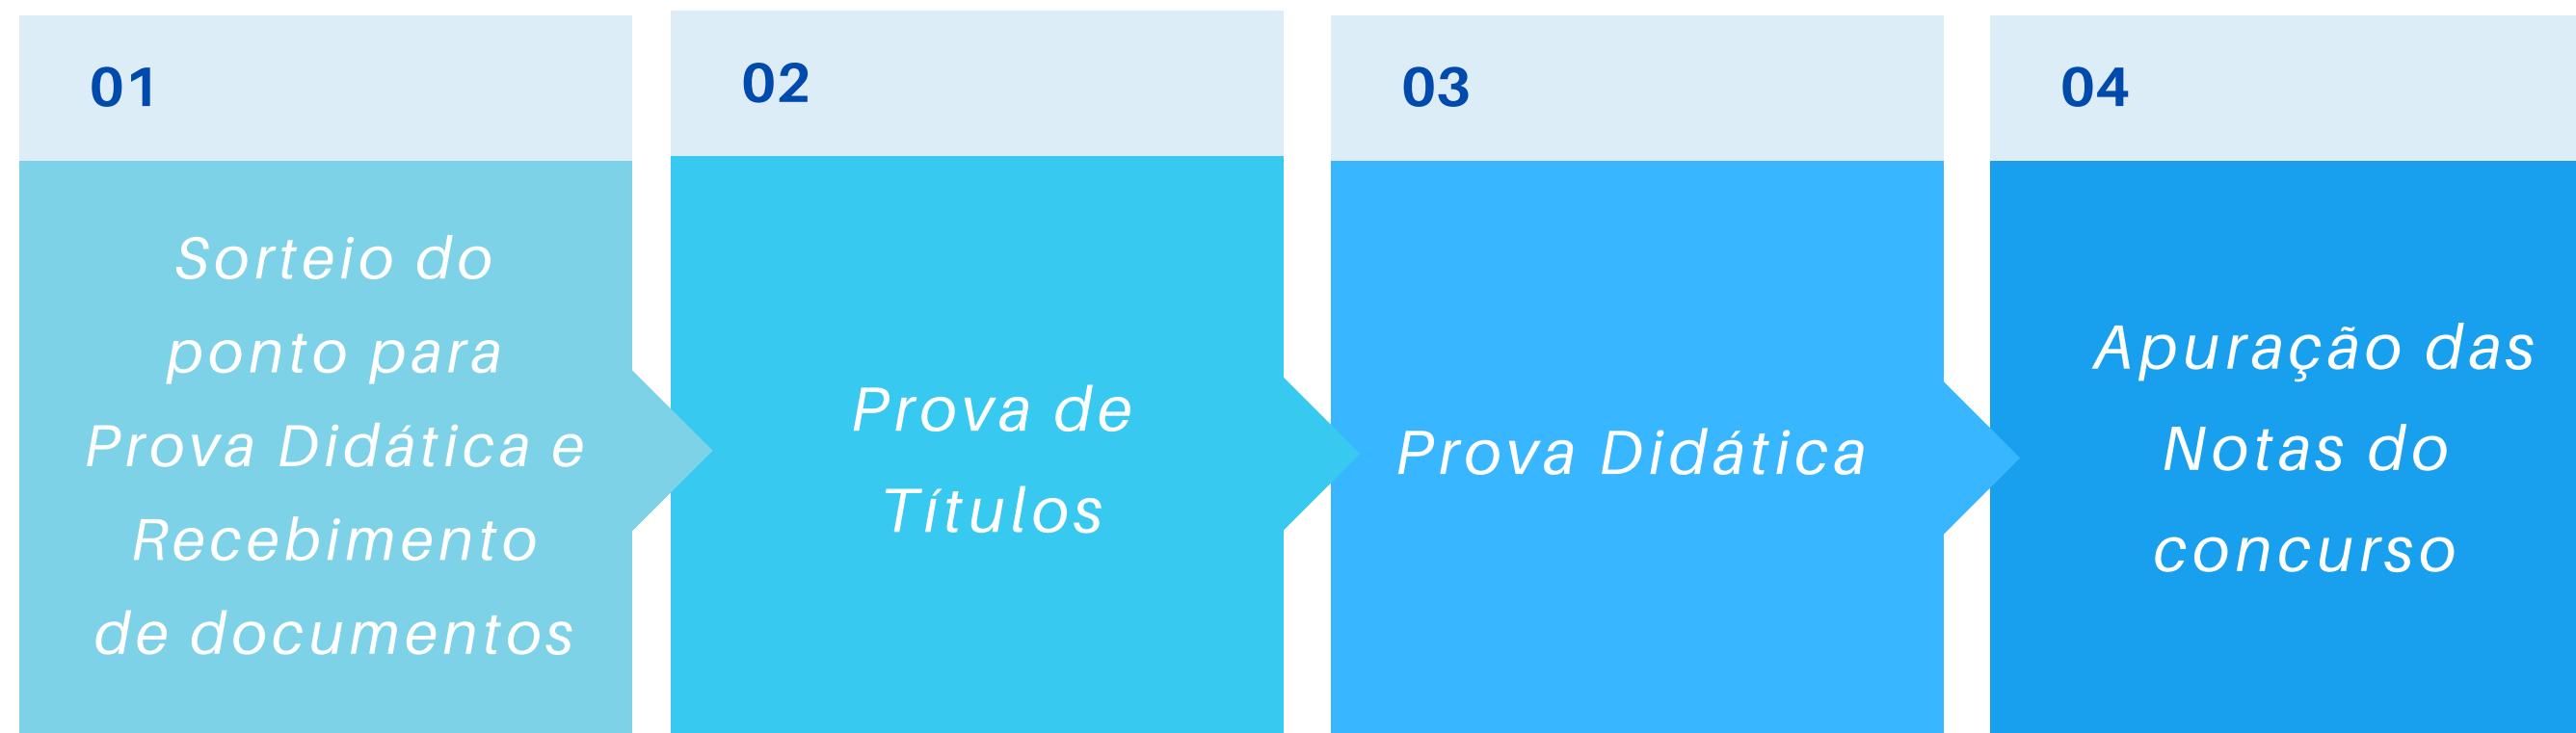 01
Sorteio do
ponto para
Prova Didática e
Recebimento
de documentos
02
Prova de
Títulos
03
Prova Didática
04
Apuração das
Notas do
concurso